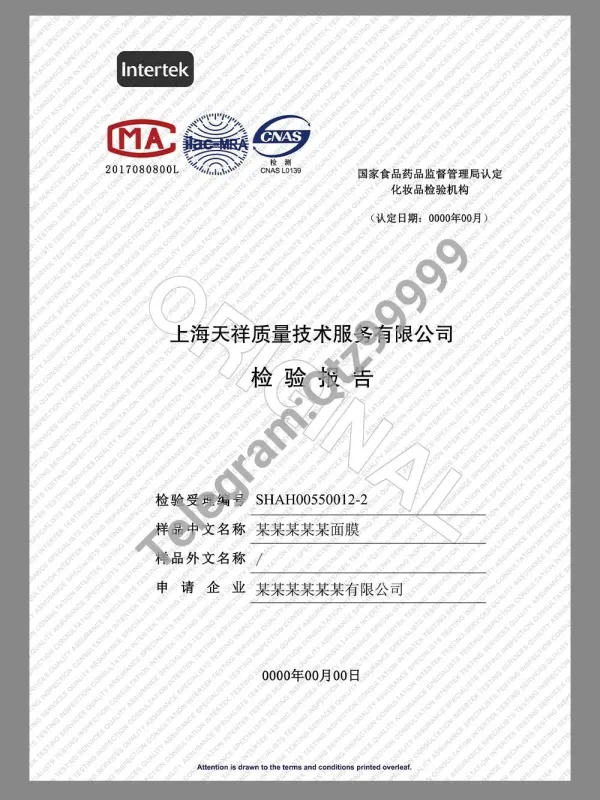 Intertek
MA
ilac-MRA
CNAS
检 测
CNAS L0139
2017080800L
国家食品药品监督管理局认定
化妆品检验机构
（认定日期：0000年00月）
上海天祥质量技术服务有限公司
检 验 报 告
ORIGINAL
Telegram:Qtz99999
检验受理编号 SHAH00550012-2
样品中文名称 某某某某某面膜
样品外文名称 /
申 请 企 业 某某某某某某有限公司
0000年00月00日
Attention is drawn to the terms and conditions printed overleaf.